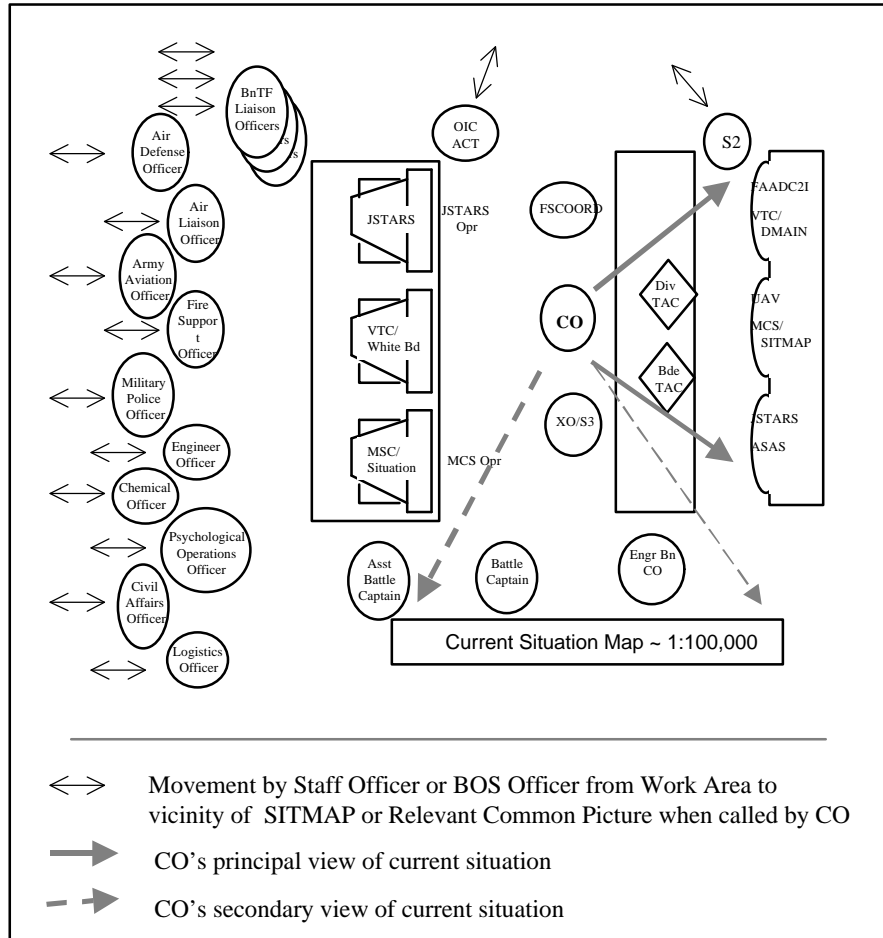 BnTF
Liaison
Officers
rs
rs
Air
Defense
Officer
Air
Liaison
Officer
Army
Aviation
Officer
Fire
Suppor
t
Officer
Military
Police
Officer
Engineer
Officer
Chemical
Officer
Psychological
Operations
Officer
Civil
Affairs
Officer
Logistics
Officer
OIC
ACT
S2
JSTARS
JSTARS
Opr
VTC/
White Bd
MSC/
Situation
MCS Opr
FSCOORD
CO
XO/S3
Div
TAC
Bde
TAC
FAADC2I
VTC/
DMAIN
UAV
MCS/
SITMAP
JSTARS
ASAS
Asst
Battle
Captain
Battle
Captain
Engr Bn
CO
Current Situation Map ~ 1:100,000
Movement by Staff Officer or BOS Officer from Work Area to
vicinity of SITMAP or Relevant Common Picture when called by CO
CO’s principal view of current situation
CO’s secondary view of current situation